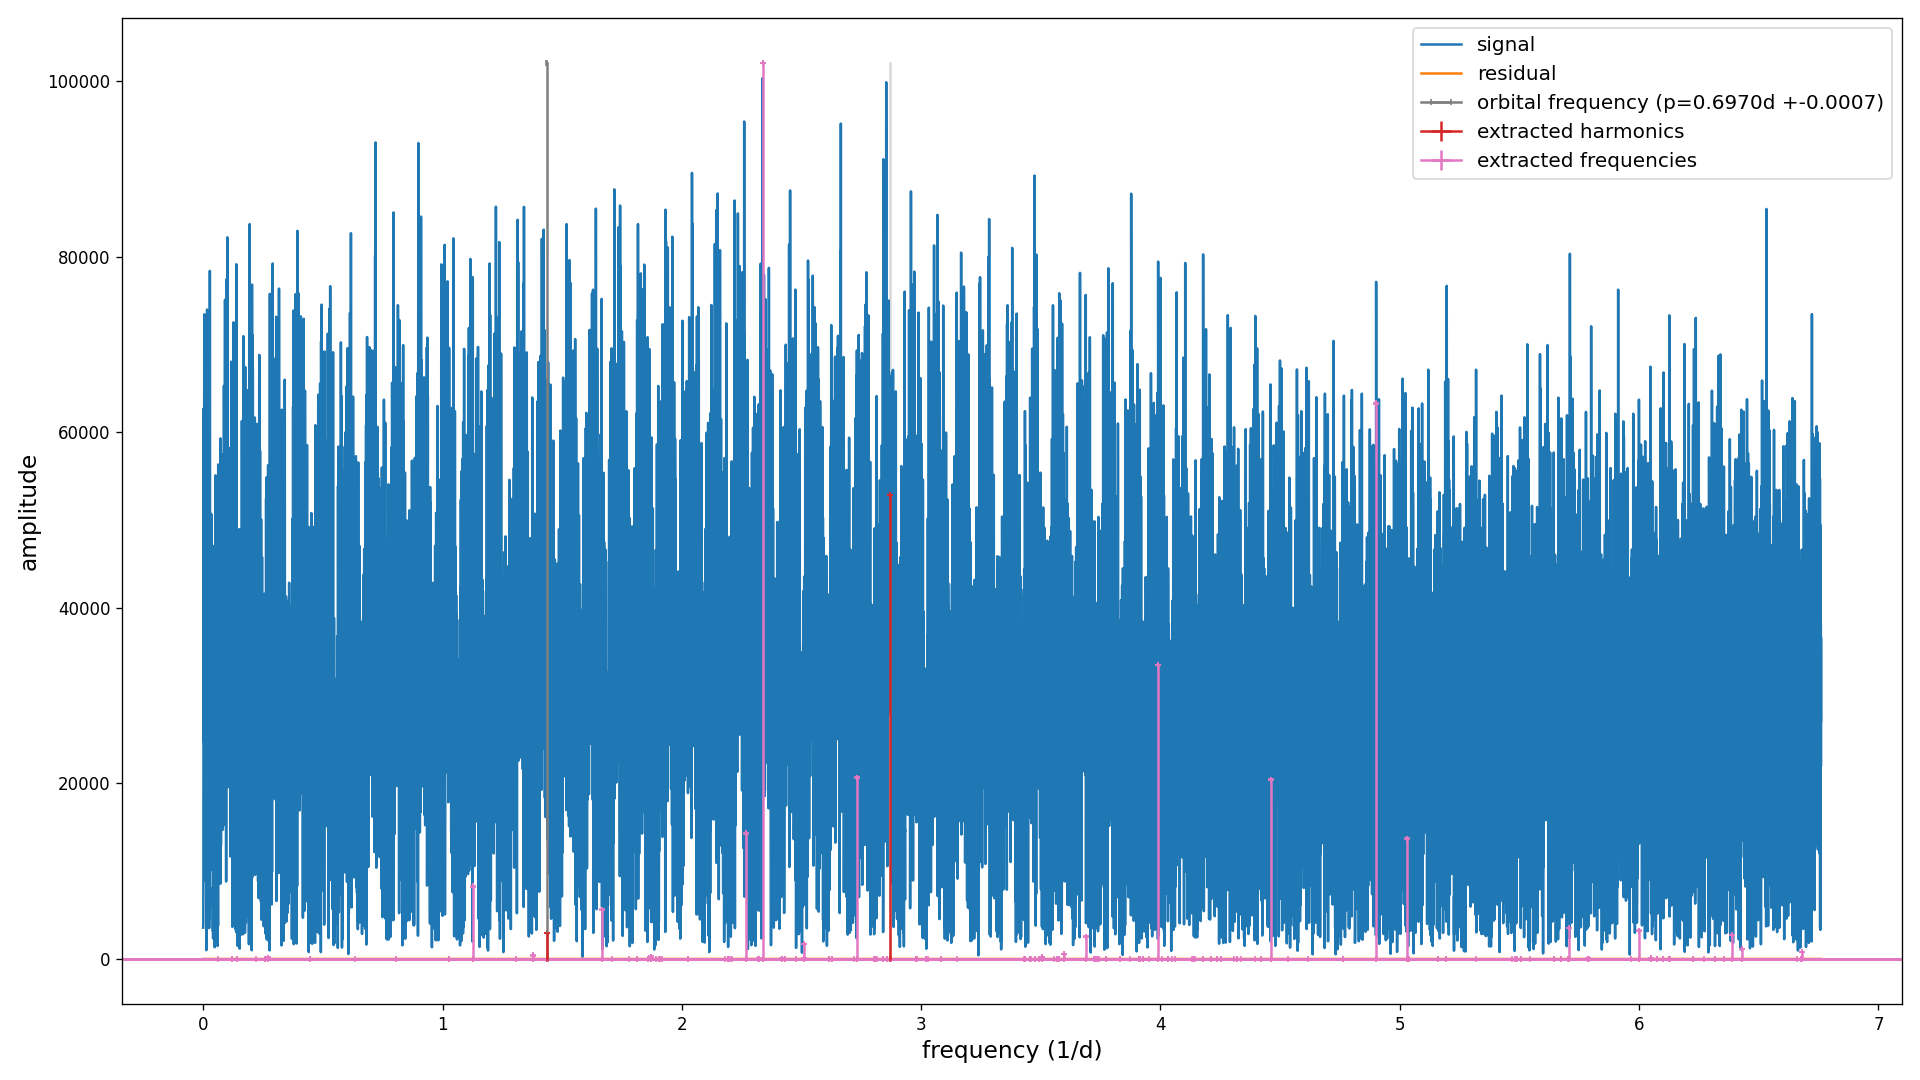 signal
residual
orbital frequency (p=0.6970d +-0.0007)
extracted harmonics
extracted frequencies
amplitude
100000
80000
60000
40000
20000
0
0 1 2 3 4 5 6 7
frequency (1/d)